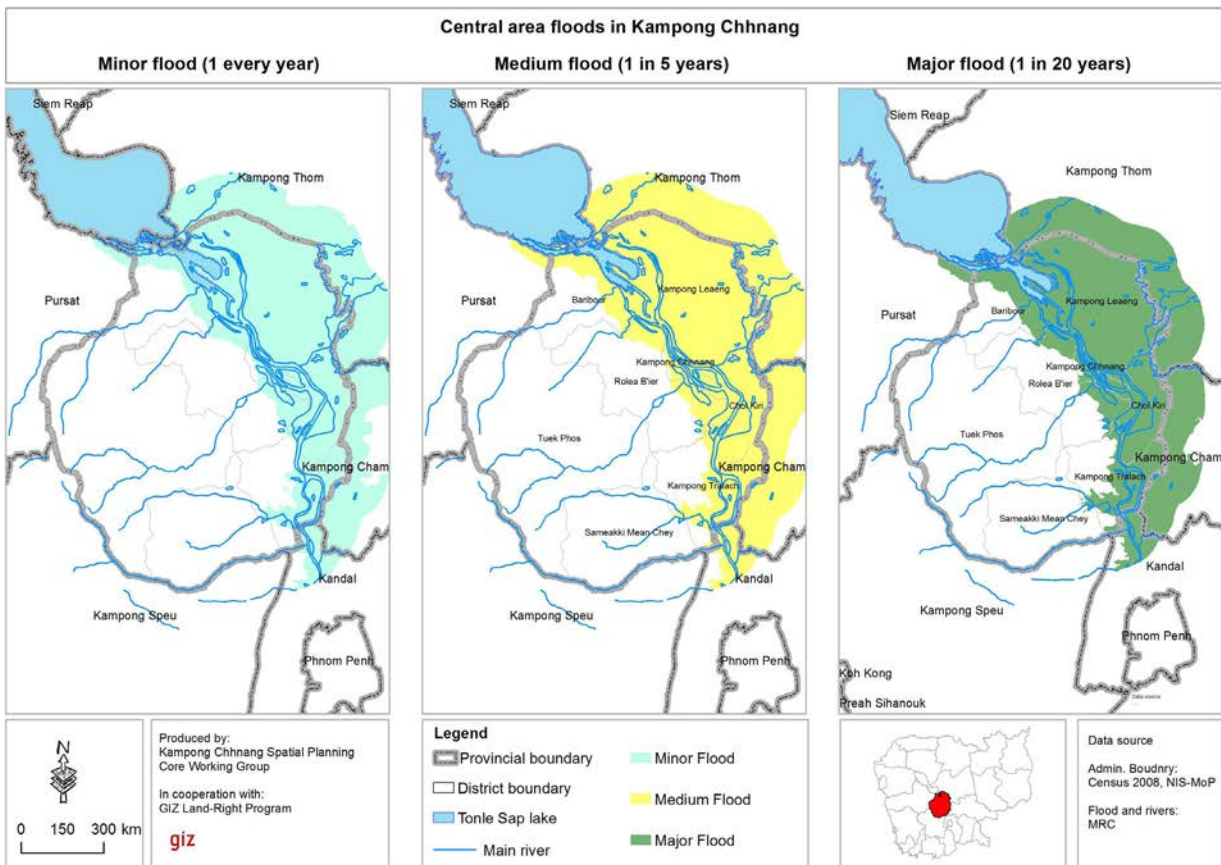 Central area floods in Kampong Chhnang
Minor flood (1 every year)
Medium flood (1 in 5 years)
Major flood (1 in 20 years)
Siem Reap
Kampong Thom
Pursat
Kampong Cham
Kandal
Kampong Speu
Phnom Penh
Siem Reap
Kampong Thom
Kampong Leaeng
Pursat
Baribour
Kampong Chhnang
Rolea B'ier
Chol Kiri
Tuek Phos
Kampong Cham
Kampong Tralach
Sameakki Mean Chey
Kandal
Kampong Speu
Phnom Penh
Siem Reap
Kampong Thom
Kampong Leaeng
Baribour
Pursat
Kampong Chhnang
Rolea B'ier
Chol Kiri
Tuek Phos
Kampong Cham
Kampong Tralach
Sameakki Mean Chey
Kandal
Kampong Speu
Phnom Penh
Koh Kong
Data source
Preah Sihanouk
N
0 150 300 km
Produced by:
Kampong Chhnang Spatial Planning
Core Working Group
In cooperation with:
GIZ Land-Right Program
giz
Legend
Provincial boundary
District boundary
Tonle Sap lake
Main river
Minor Flood
Medium Flood
Major Flood
Data source
Admin. Boudnry:
Census 2008, NIS-MoP
Flood and rivers:
MRC